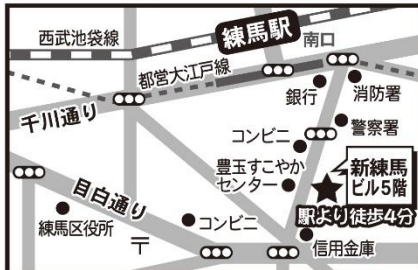 西武池袋線
練馬駅
南口
都営大江戸線
銀行
消防署
千川通り
コンビニ
警察署
豊玉すこやか
センター
新練馬
ビル5階
目白通り
駅より徒歩4分
練馬区役所
〒
コンビニ
信用金庫